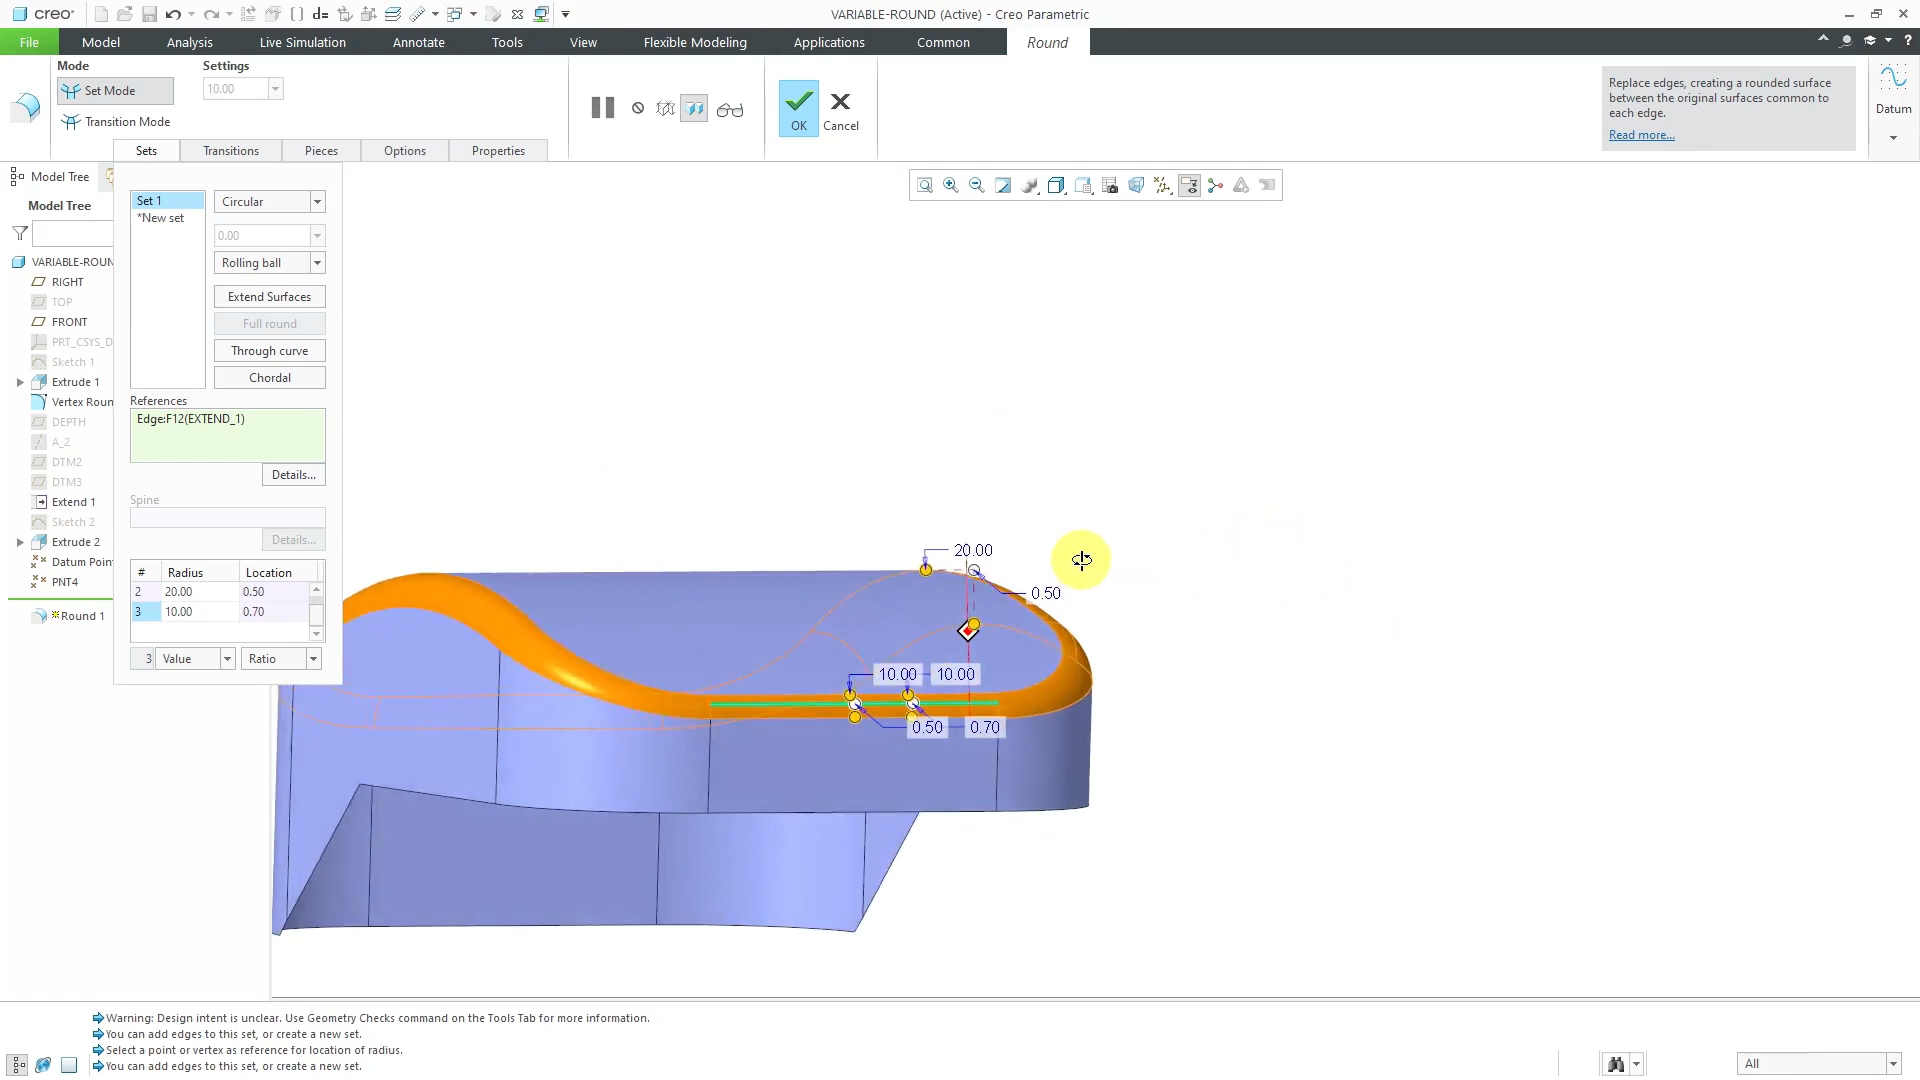 creo
VARIABLE-ROUND (Active) - Creo Parametric
File
Model
Analysis
Live Simulation
Annotate
Tools
View
Flexible Modeling
Applications
Common
Round
Mode
Settings
Set Mode
10.00
Transition Mode
OK
Cancel
Replace edges, creating a rounded surface
between the original surfaces common to
each edge.
Read more...
Datum
Sets
Transitions
Pieces
Options
Properties
Model Tree
Model Tree
Set 1
*New set
Circular
0.00
Rolling ball
Extend Surfaces
Full round
Through curve
Chordal
References
Edge:F12(EXTEND_1)
Details...
Spine
Details...
# Radius Location
2 20.00 0.50
3 10.00 0.70
3 Value Ratio
VARIABLE-ROUN
RIGHT
TOP
FRONT
PRT_CSYS_D
Sketch 1
Extrude 1
Vertex Roun
DEPTH
A_2
DTM2
DTM3
Extend 1
Sketch 2
Extrude 2
Datum Poin
PNT4
Round 1
20.00
0.50
10.00 10.00
0.50 0.70
Warning: Design intent is unclear. Use Geometry Checks command on the Tools Tab for more information.
You can add edges to this set, or create a new set.
Select a point or vertex as reference for location of radius.
You can add edges to this set, or create a new set.
All